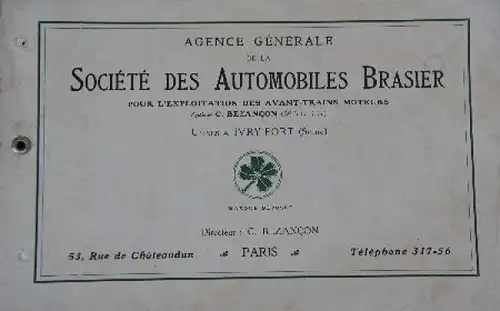 AGENCE GÉNÉRALE
DE LA
SOCIÉTÉ DES AUTOMOBILES BRASIER
POUR L'EXPLOITATION DES AVANT-TRAINS MOTEURS
C. BEZANÇON
USINES A IVRY PORT (Seine)
MARQUE DÉPOSÉE
Directeur : C. BEZANÇON
53, Rue de Châteaudun PARIS Téléphone 317-56